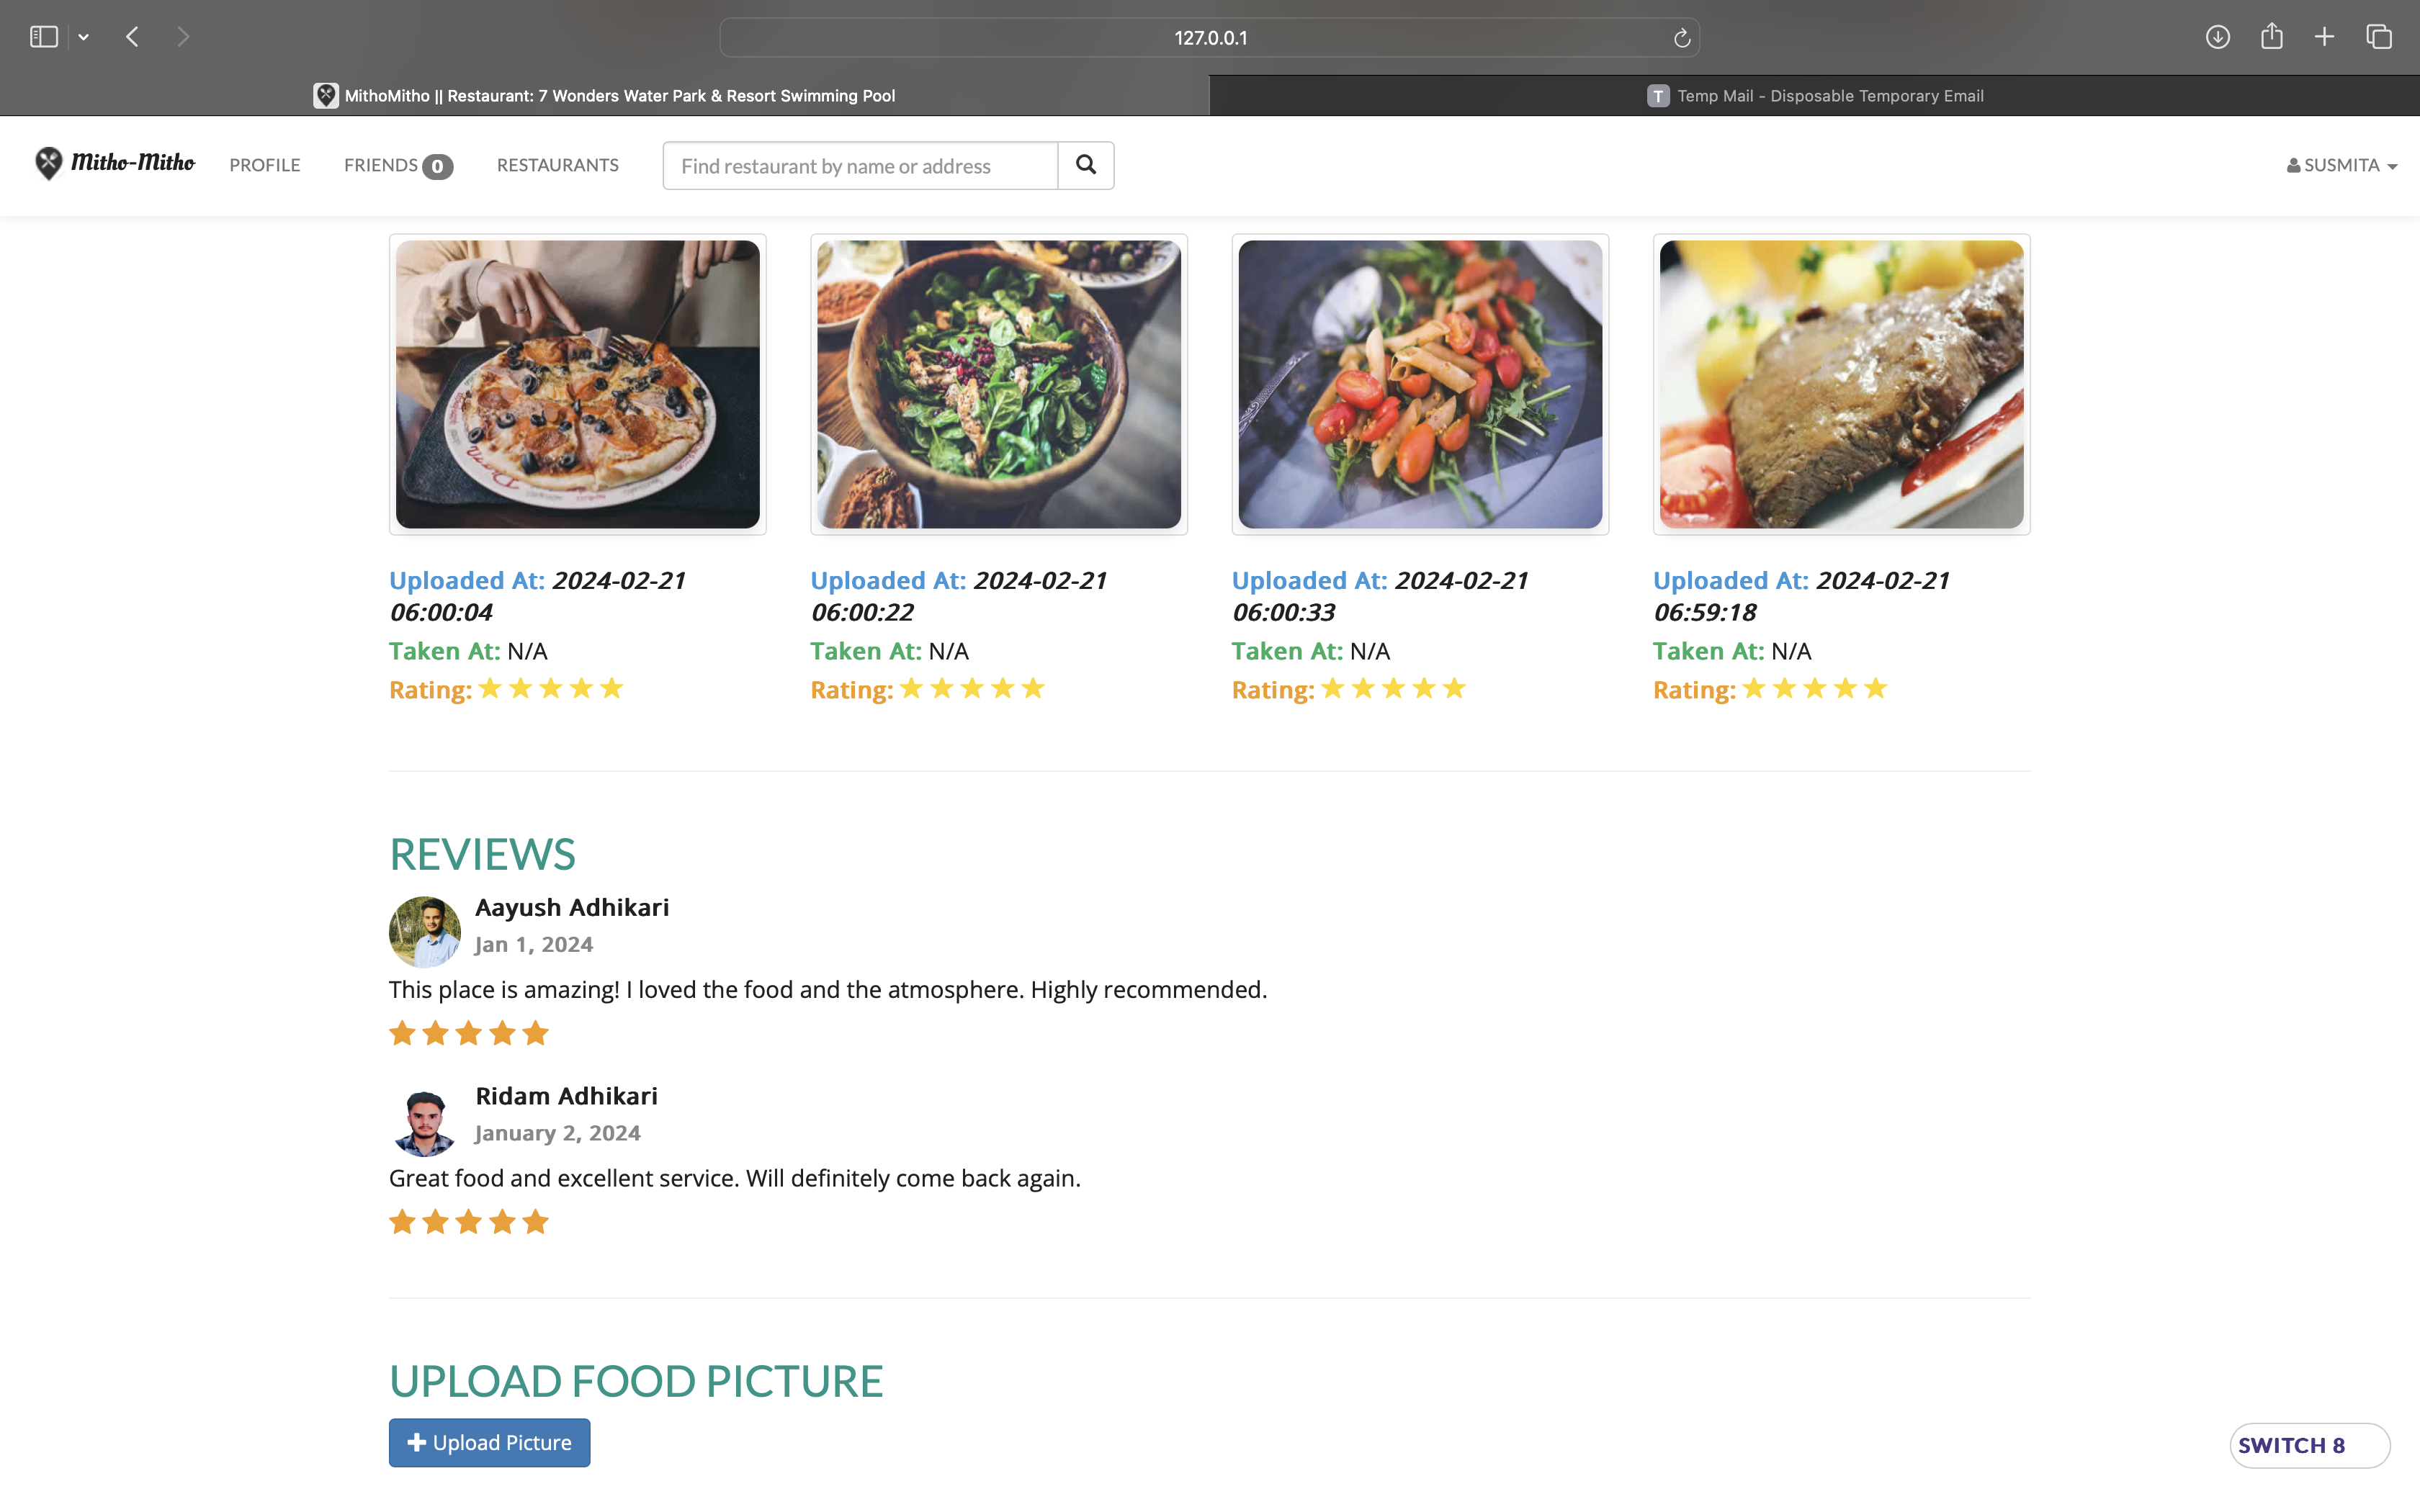 127.0.0.1
MithoMitho || Restaurant: 7 Wonders Water Park & Resort Swimming Pool
T Temp Mail - Disposable Temporary Email
Mitho-Mitho PROFILE FRIENDS 0 RESTAURANTS Find restaurant by name or address SUSMITA
Uploaded At: 2024-02-21
06:00:04
Taken At: N/A
Rating:
Uploaded At: 2024-02-21
06:00:22
Taken At: N/A
Rating:
Uploaded At: 2024-02-21
06:00:33
Taken At: N/A
Rating:
Uploaded At: 2024-02-21
06:59:18
Taken At: N/A
Rating:
REVIEWS
Aayush Adhikari
Jan 1, 2024
This place is amazing! I loved the food and the atmosphere. Highly recommended.
Ridam Adhikari
January 2, 2024
Great food and excellent service. Will definitely come back again.
UPLOAD FOOD PICTURE
Upload Picture
SWITCH 8